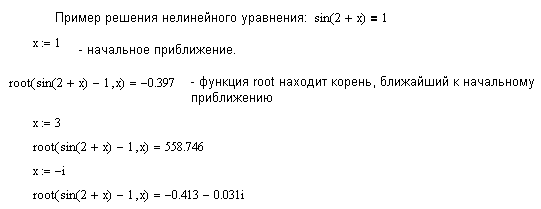 Пример решения нелинейного уравнения: sin(2 + x) = 1
x := 1 - начальное приближение.
root(sin(2 + x) − 1, x) = −0.397 - функция root находит корень, ближайший к начальному
приближению
x := 3
root(sin(2 + x) − 1, x) = 558.746
x := −i
root(sin(2 + x) − 1, x) = −0.413 − 0.031i